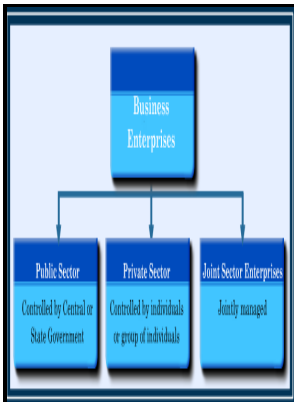 Business
Enterprises
Public Sector
Controlled by Central or
State Government
Private Sector
Controlled by individuals
or group of individuals
Joint Sector Enterprises
Jointly managed